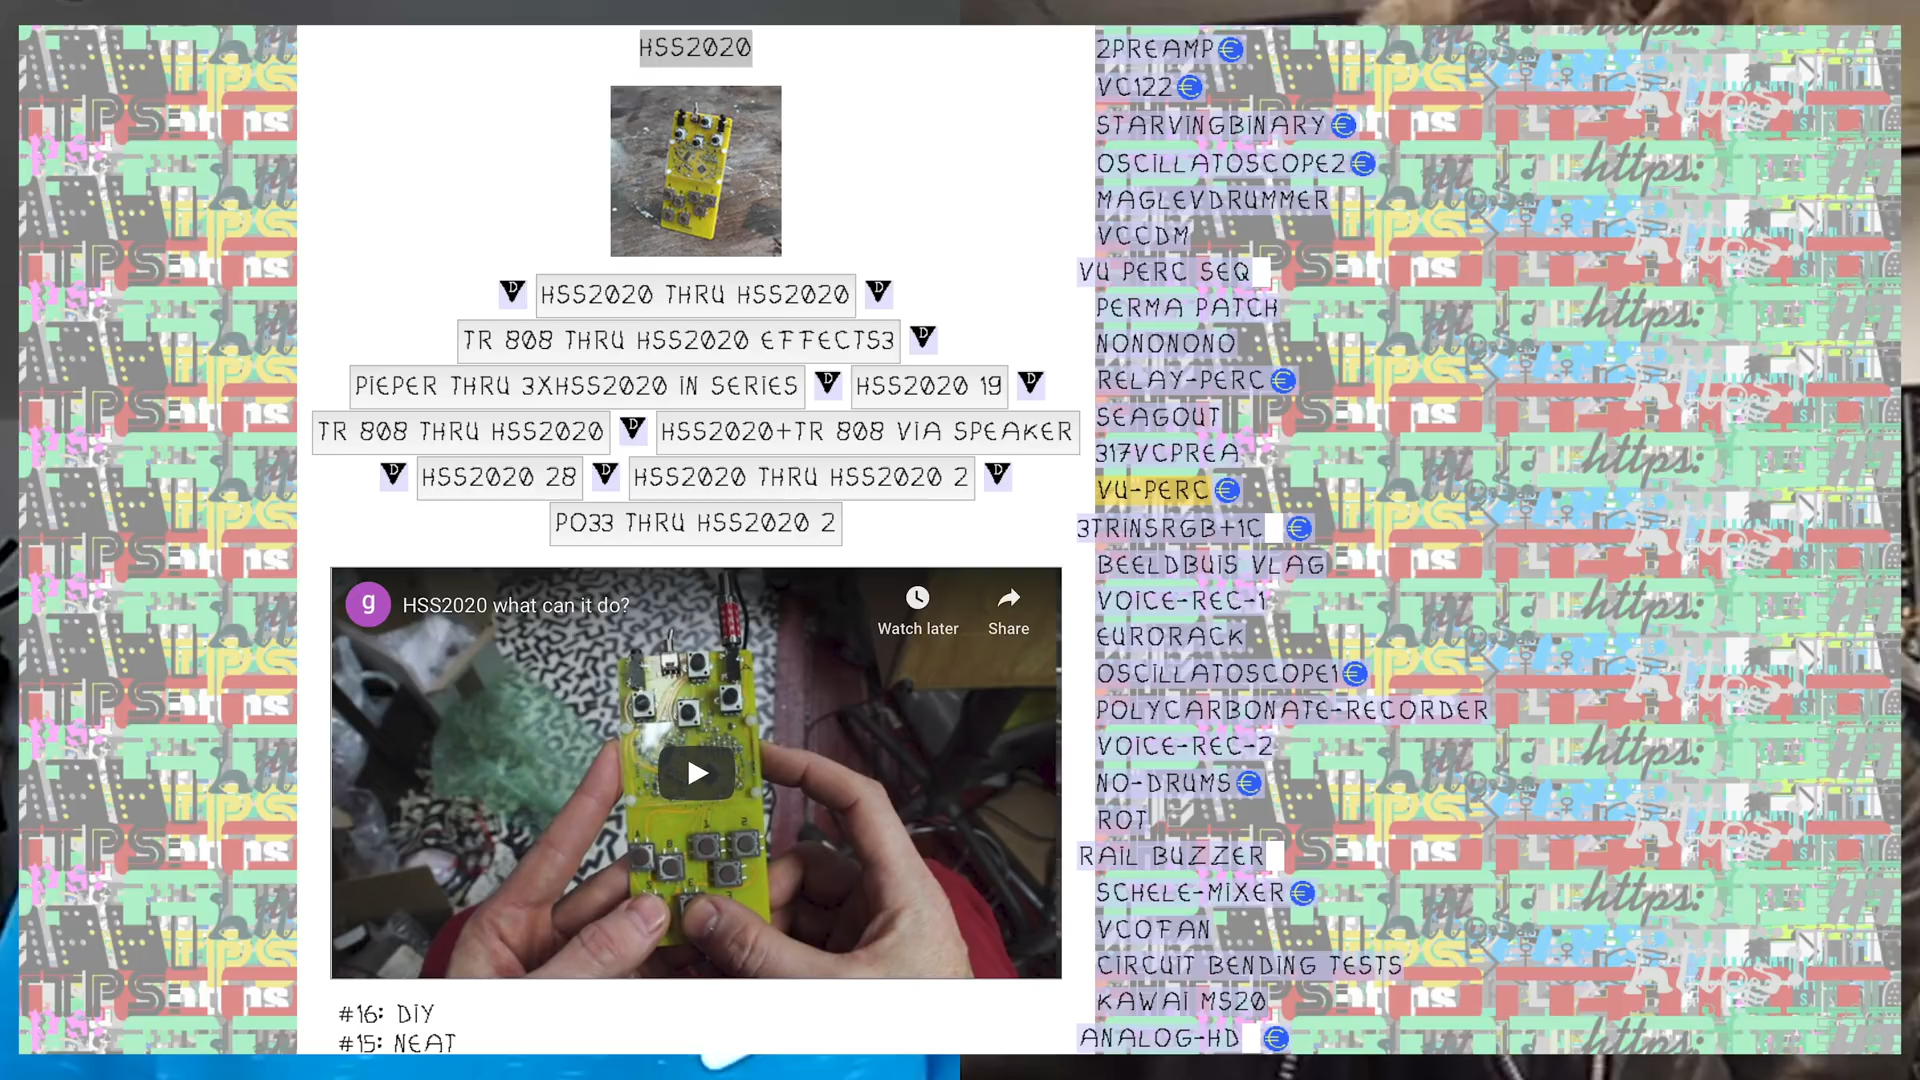 HSS2020
HSS2020 THRU HSS2020
TR 808 THRU HSS2020 EFFECTS3
PIEPER THRU 3XHSS2020 IN SERIES
HSS2020 19
TR 808 THRU HSS2020
HSS2020+TR 808 VIA SPEAKER
HSS2020 28
HSS2020 THRU HSS2020 2
PO33 THRU HSS2020 2
g
HSS2020 what can it do?
Watch later
Share
#16: DIY
#15: NEAT
2PREAMP
VC122
STARVINGBINARY
OSCILLATOSCOPE2
MAGLEVDRUMMER
VCCDM
VU PERC SEQ
PERMA PATCH
NONONONO
RELAY-PERC
SEAGOUT
317VCPREA
VU-PERC
3TRINSRGB+1C
BEELDBUIS VLAG
VOICE-REC-1
EURORACK
OSCILLATOSCOPE1
POLYCARBONATE-RECORDER
VOICE-REC-2
NO-DRUMS
ROT
RAIL BUZZER
SCHELE-MIXER
VCOFAN
CIRCUIT BENDING TESTS
KAWAI MS20
ANALOG-HD
https: